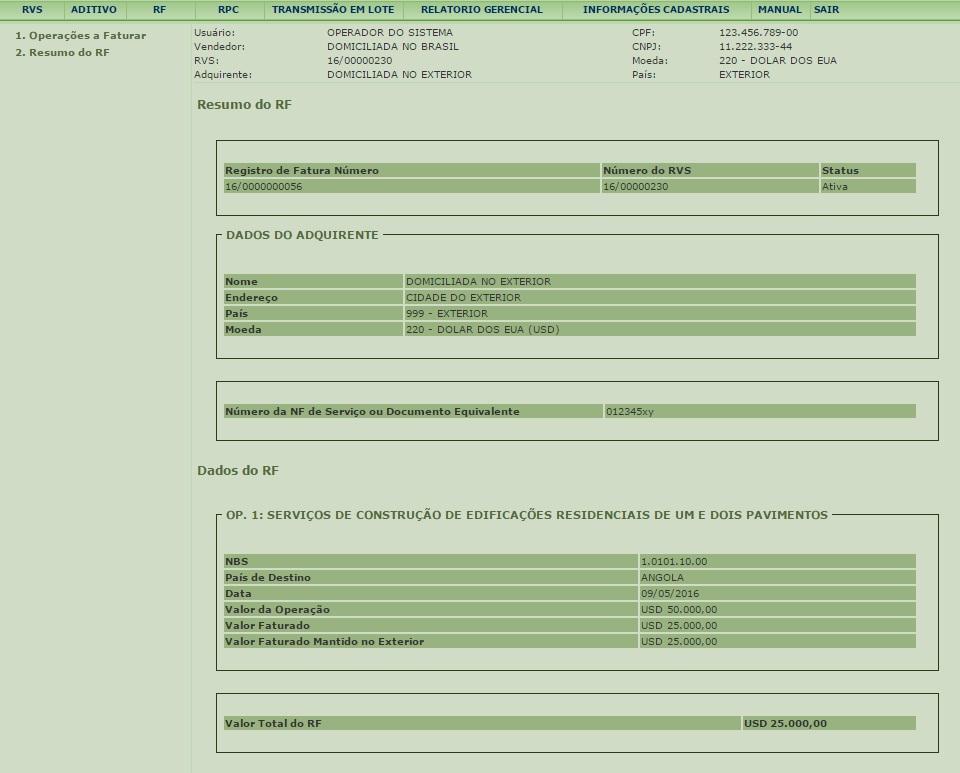 RVS ADITIVO RF RPC TRANSMISSÃO EM LOTE RELATORIO GERENCIAL INFORMAÇÕES CADASTRAIS MANUAL SAIR
1. Operações a Faturar
2. Resumo do RF
Usuário: OPERADOR DO SISTEMA CPF: 123.456.789-00
Vendedor: DOMICILIADA NO BRASIL CNPJ: 11.222.333-44
RVS: 16/00000230 Moeda: 220 - DOLAR DOS EUA
Adquirente: DOMICILIADA NO EXTERIOR País: EXTERIOR
Resumo do RF
Registro de Fatura Número Número do RVS Status
16/0000000056 16/00000230 Ativa
DADOS DO ADQUIRENTE
Nome DOMICILIADA NO EXTERIOR
Endereço CIDADE DO EXTERIOR
País 999 - EXTERIOR
Moeda 220 - DOLAR DOS EUA (USD)
Número da NF de Serviço ou Documento Equivalente 012345xy
Dados do RF
OP. 1: SERVIÇOS DE CONSTRUÇÃO DE EDIFICAÇÕES RESIDENCIAIS DE UM E DOIS PAVIMENTOS
NBS 1.0101.10.00
País de Destino ANGOLA
Data 09/05/2016
Valor da Operação USD 50.000,00
Valor Faturado USD 25.000,00
Valor Faturado Mantido no Exterior USD 25.000,00
Valor Total do RF USD 25.000,00